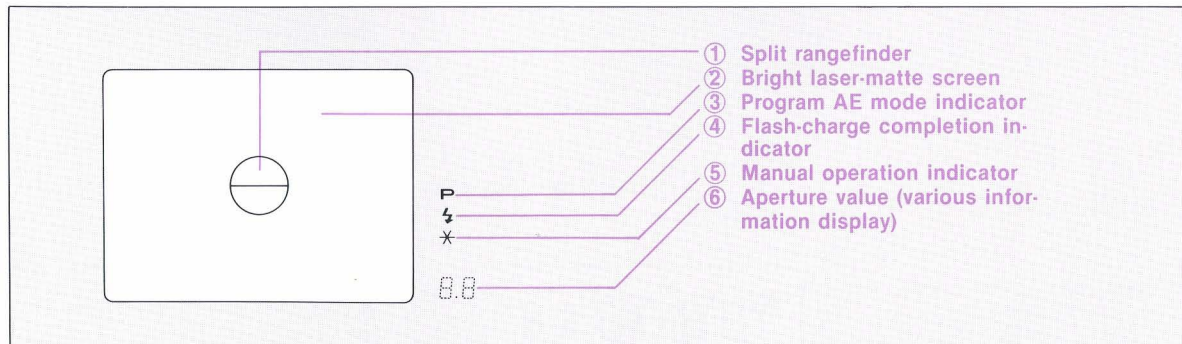 ① Split rangefinder
② Bright laser-matte screen
③ Program AE mode indicator
④ Flash-charge completion in-
dicator
⑤ Manual operation indicator
⑥ Aperture value (various infor-
mation display)
P
8.8